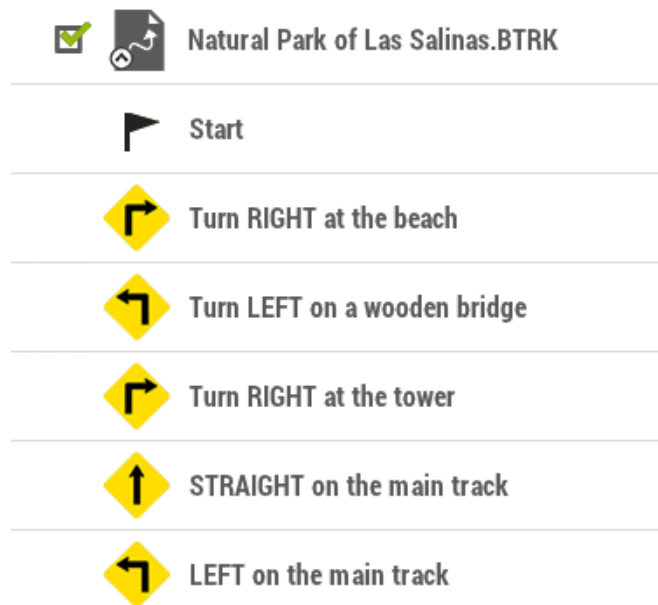 Natural Park of Las Salinas.BTRK
Start
Turn RIGHT at the beach
Turn LEFT on a wooden bridge
Turn RIGHT at the tower
STRAIGHT on the main track
LEFT on the main track